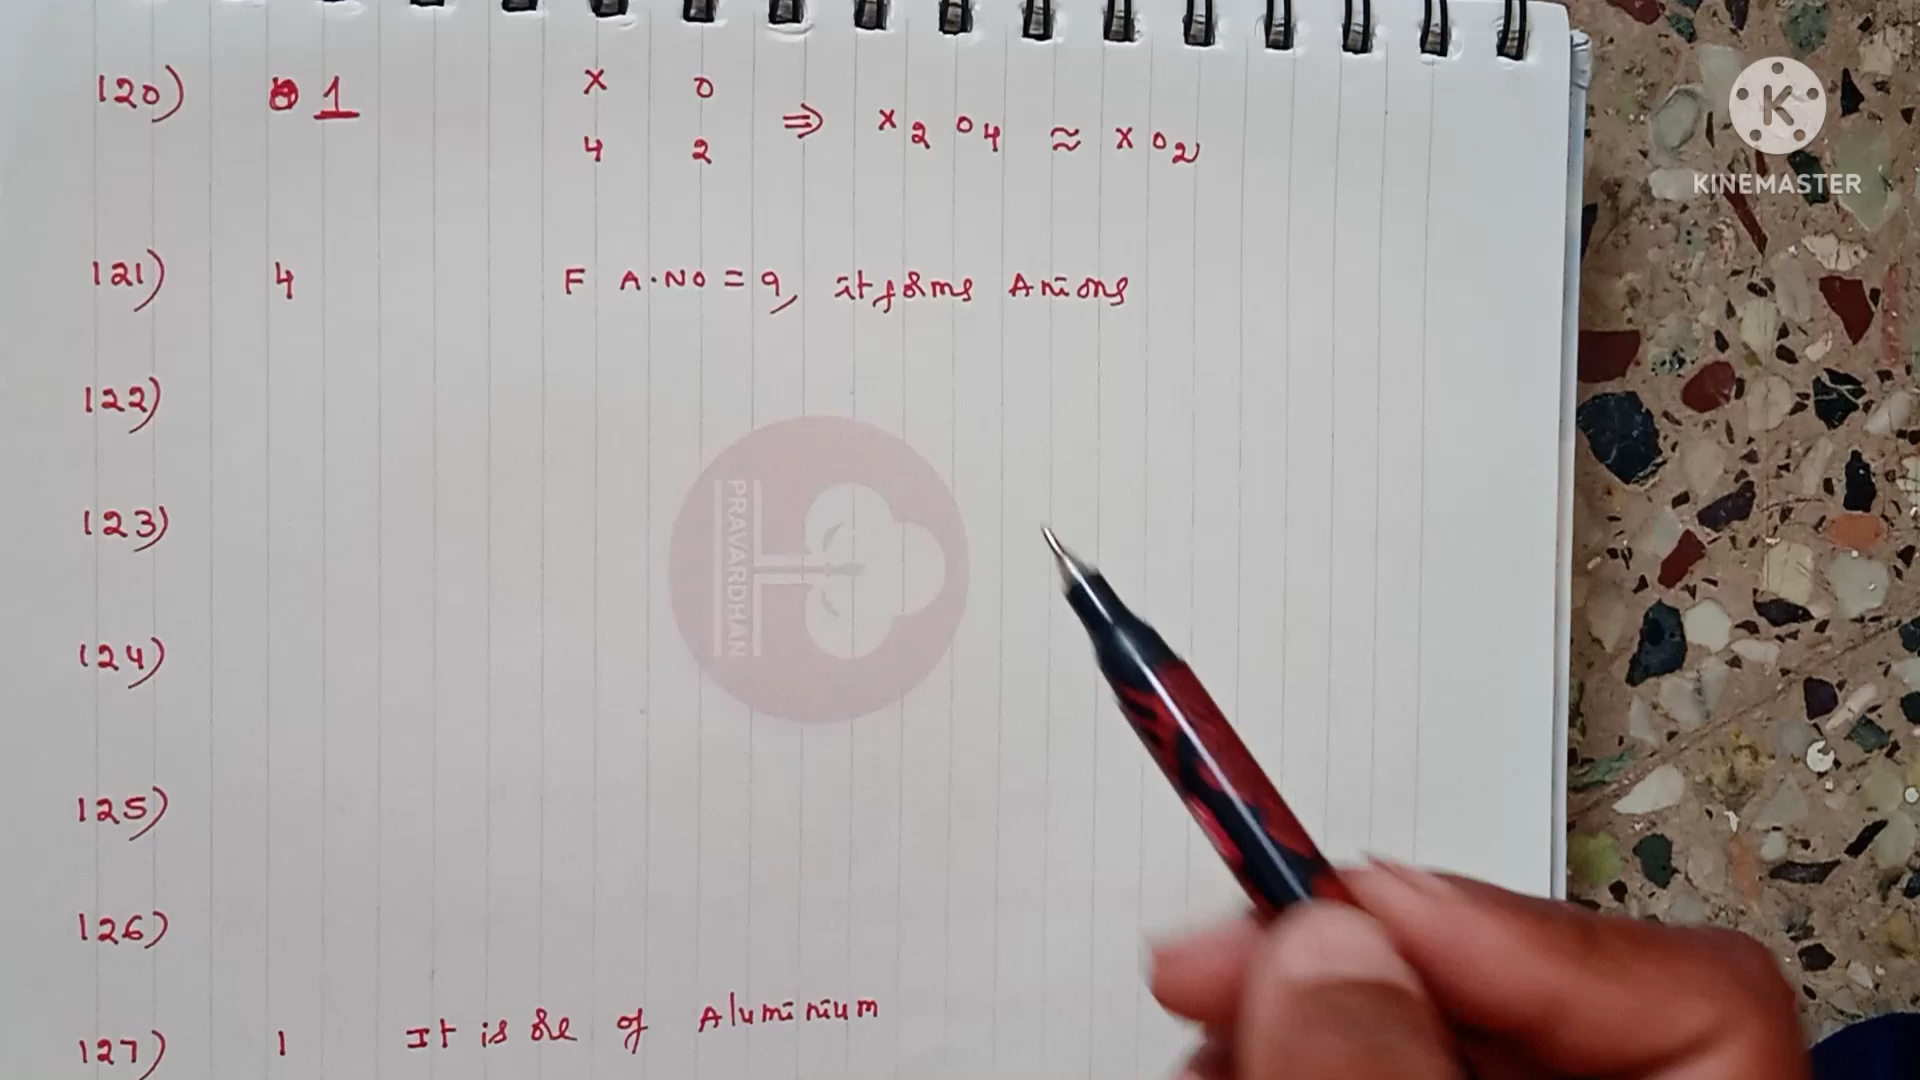 120) 1 X O ⇒ X2O4 ≈ XO2
4 2
121) 4 F A.NO = 9, it forms Anions
122)
123)
124)
125)
126)
127) 1 It is ore of Aluminium
KINEMASTER
PRAVARDHAN